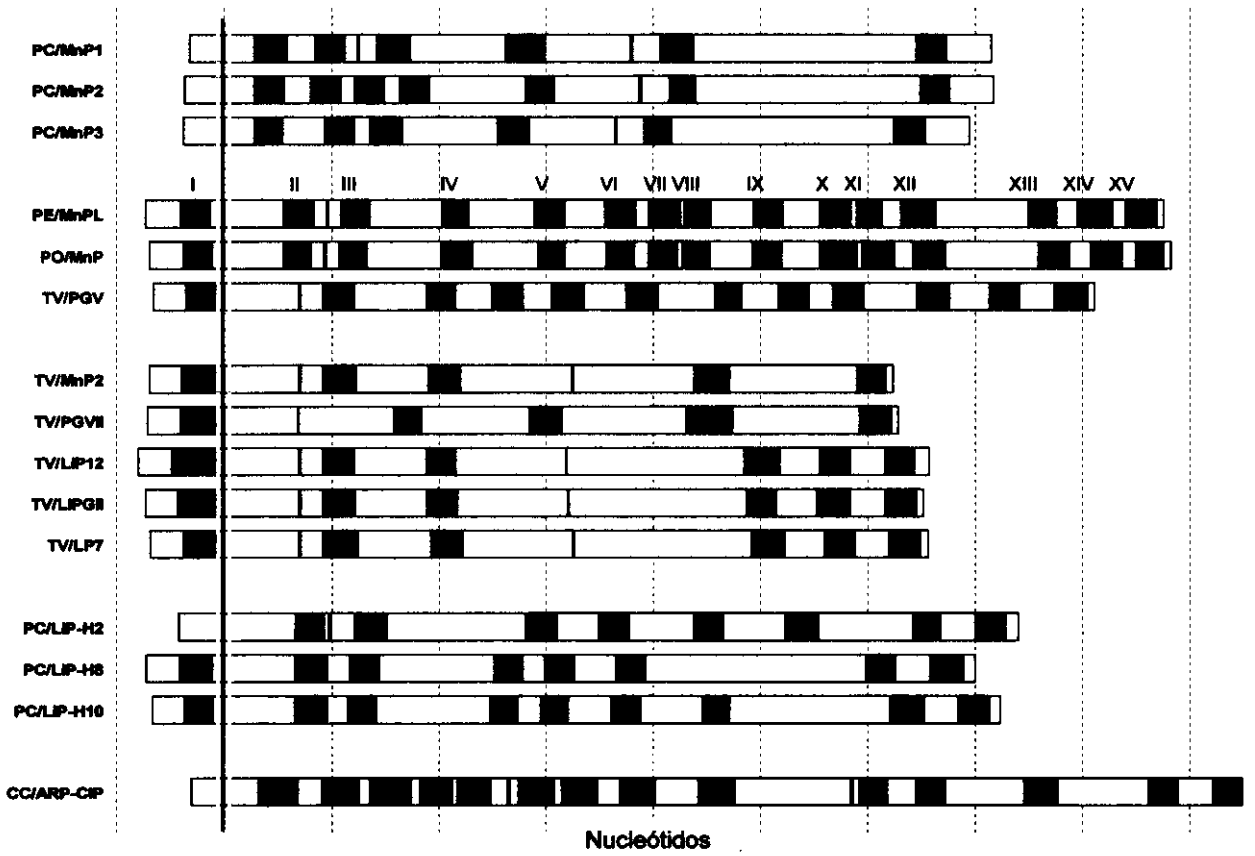 PC/MnP1
PC/MnP2
PC/MnP3
I II III IV V VI VII VIII IX X XI XII XIII XIV XV
PE/MnPL
PO/MnP
TV/PGV
TV/MnP2
TV/PGVII
TV/LiP12
TV/LiPGII
TV/LP7
PC/LiP-H2
PC/LiP-H8
PC/LiP-H10
CC/ARP-CIP
Nucleótidos